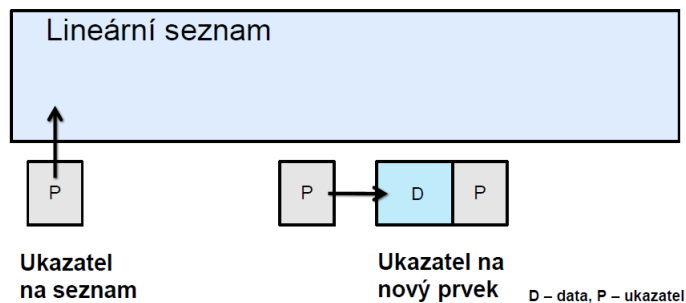 Lineární seznam
P
P
D
P
Ukazatel
na seznam
Ukazatel na
nový prvek
D – data, P – ukazatel